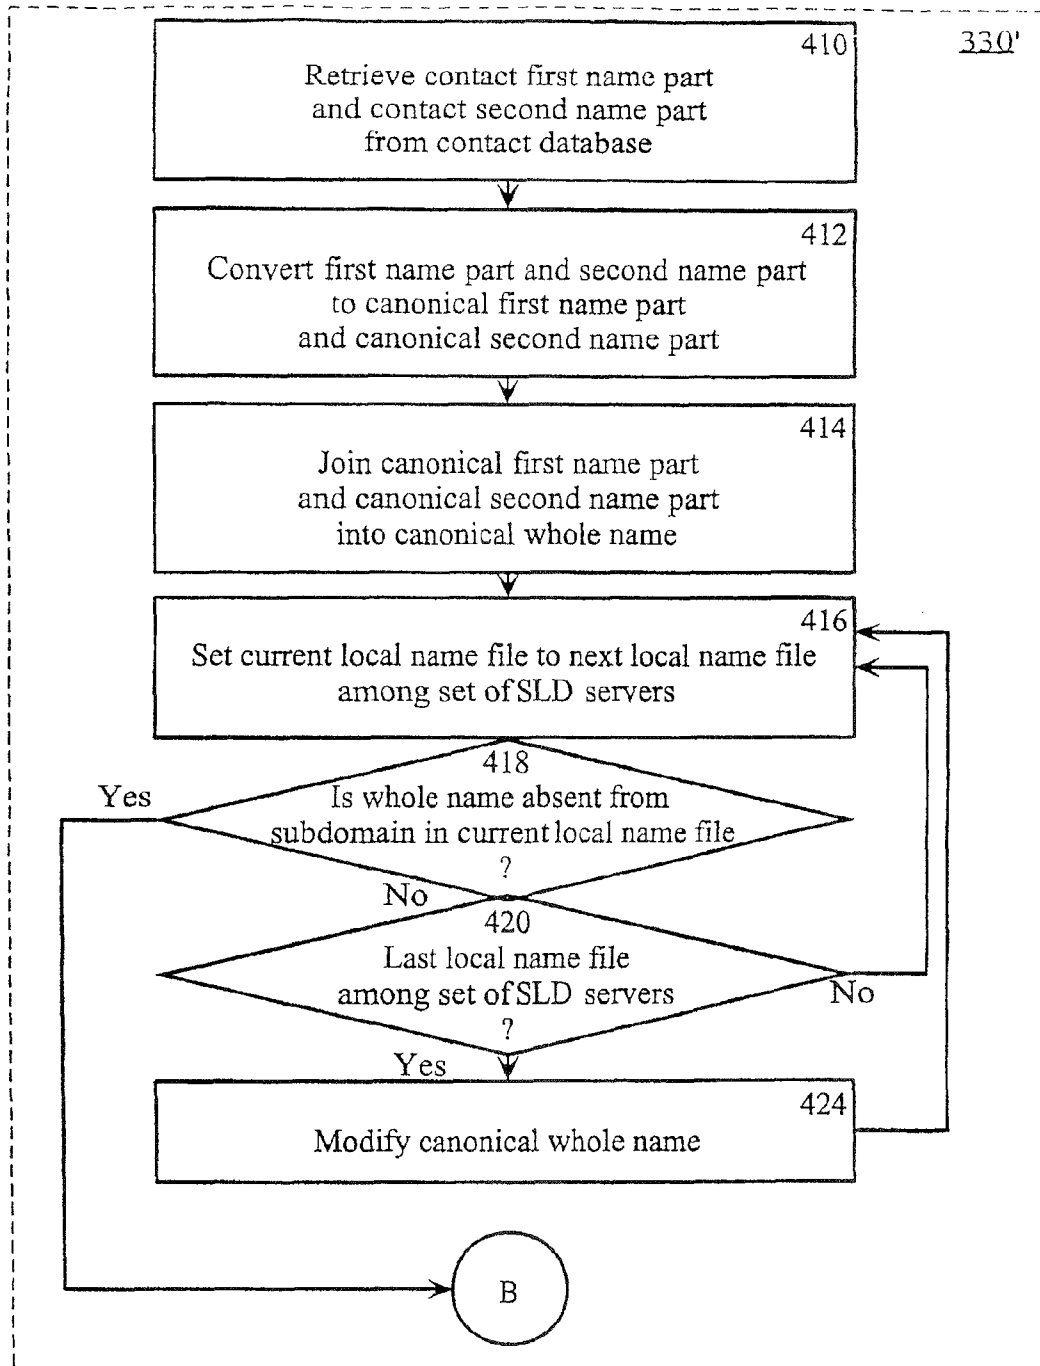 330'
410
Retrieve contact first name part
and contact second name part
from contact database
412
Convert first name part and second name part
to canonical first name part
and canonical second name part
414
Join canonical first name part
and canonical second name part
into canonical whole name
416
Set current local name file to next local name file
among set of SLD servers
418
Yes
Is whole name absent from
subdomain in current local name file
?
No
420
Last local name file
among set of SLD servers
?
No
Yes
424
Modify canonical whole name
B